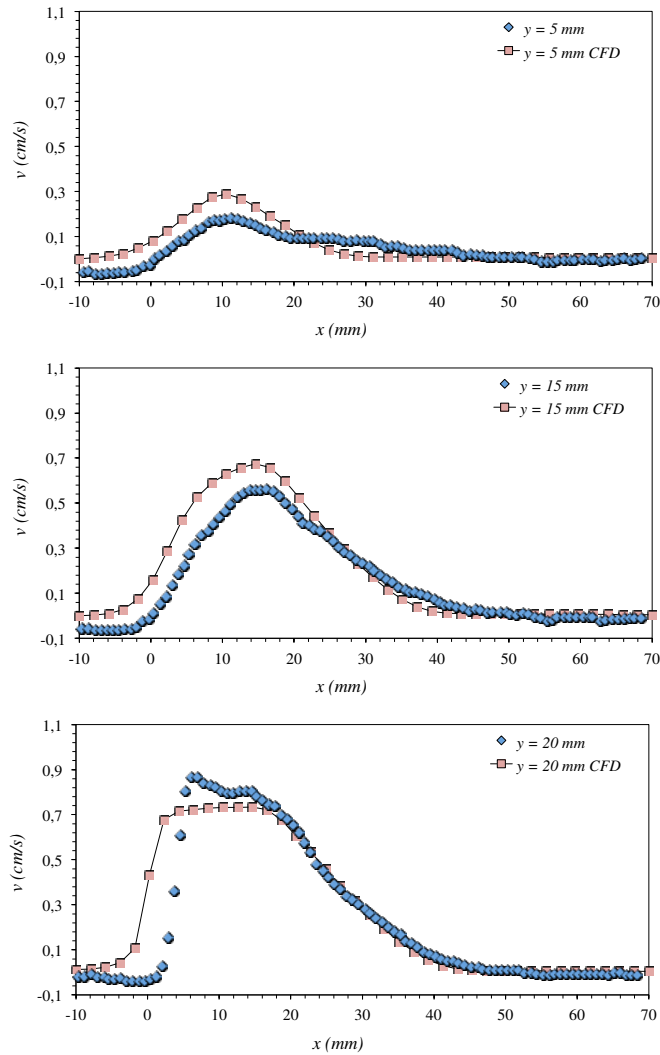 1,1
0,9
0,7
0,5
0,3
0,1
-0,1
v (cm/s)
y = 5 mm
y = 5 mm CFD
-10 0 10 20 30 40 50 60 70
x (mm)
1,1
0,9
0,7
0,5
0,3
0,1
-0,1
v (cm/s)
y = 15 mm
y = 15 mm CFD
-10 0 10 20 30 40 50 60 70
x (mm)
1,1
0,9
0,7
0,5
0,3
0,1
-0,1
v (cm/s)
y = 20 mm
y = 20 mm CFD
-10 0 10 20 30 40 50 60 70
x (mm)